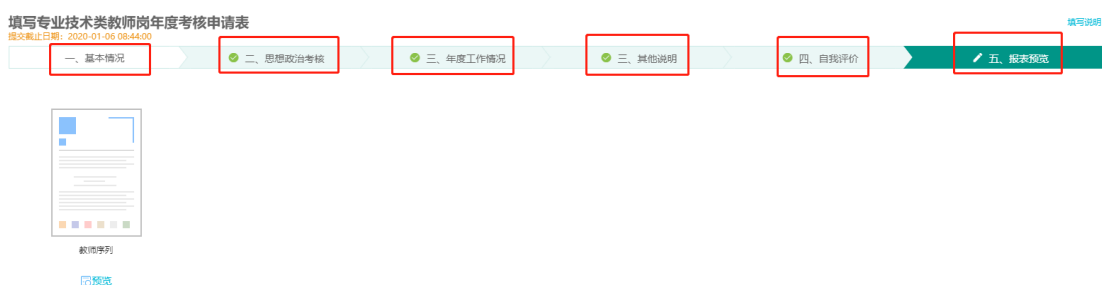 填写专业技术类教师岗年度考核申请表
填写说明
提交截止日期：2020-01-06 08:44:00
一、基本情况
二、思想政治考核
三、年度工作情况
三、其他说明
四、自我评价
五、报表预览
教师序列
预览